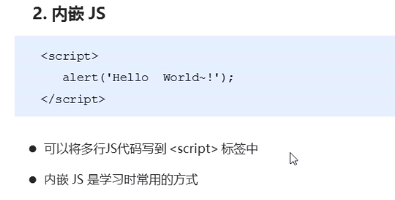 2. 内嵌 JS
<script>
alert('Hello  World~!');
</script>
● 可以将多行JS代码写到 <script> 标签中
● 内嵌 JS 是学习时常用的方式